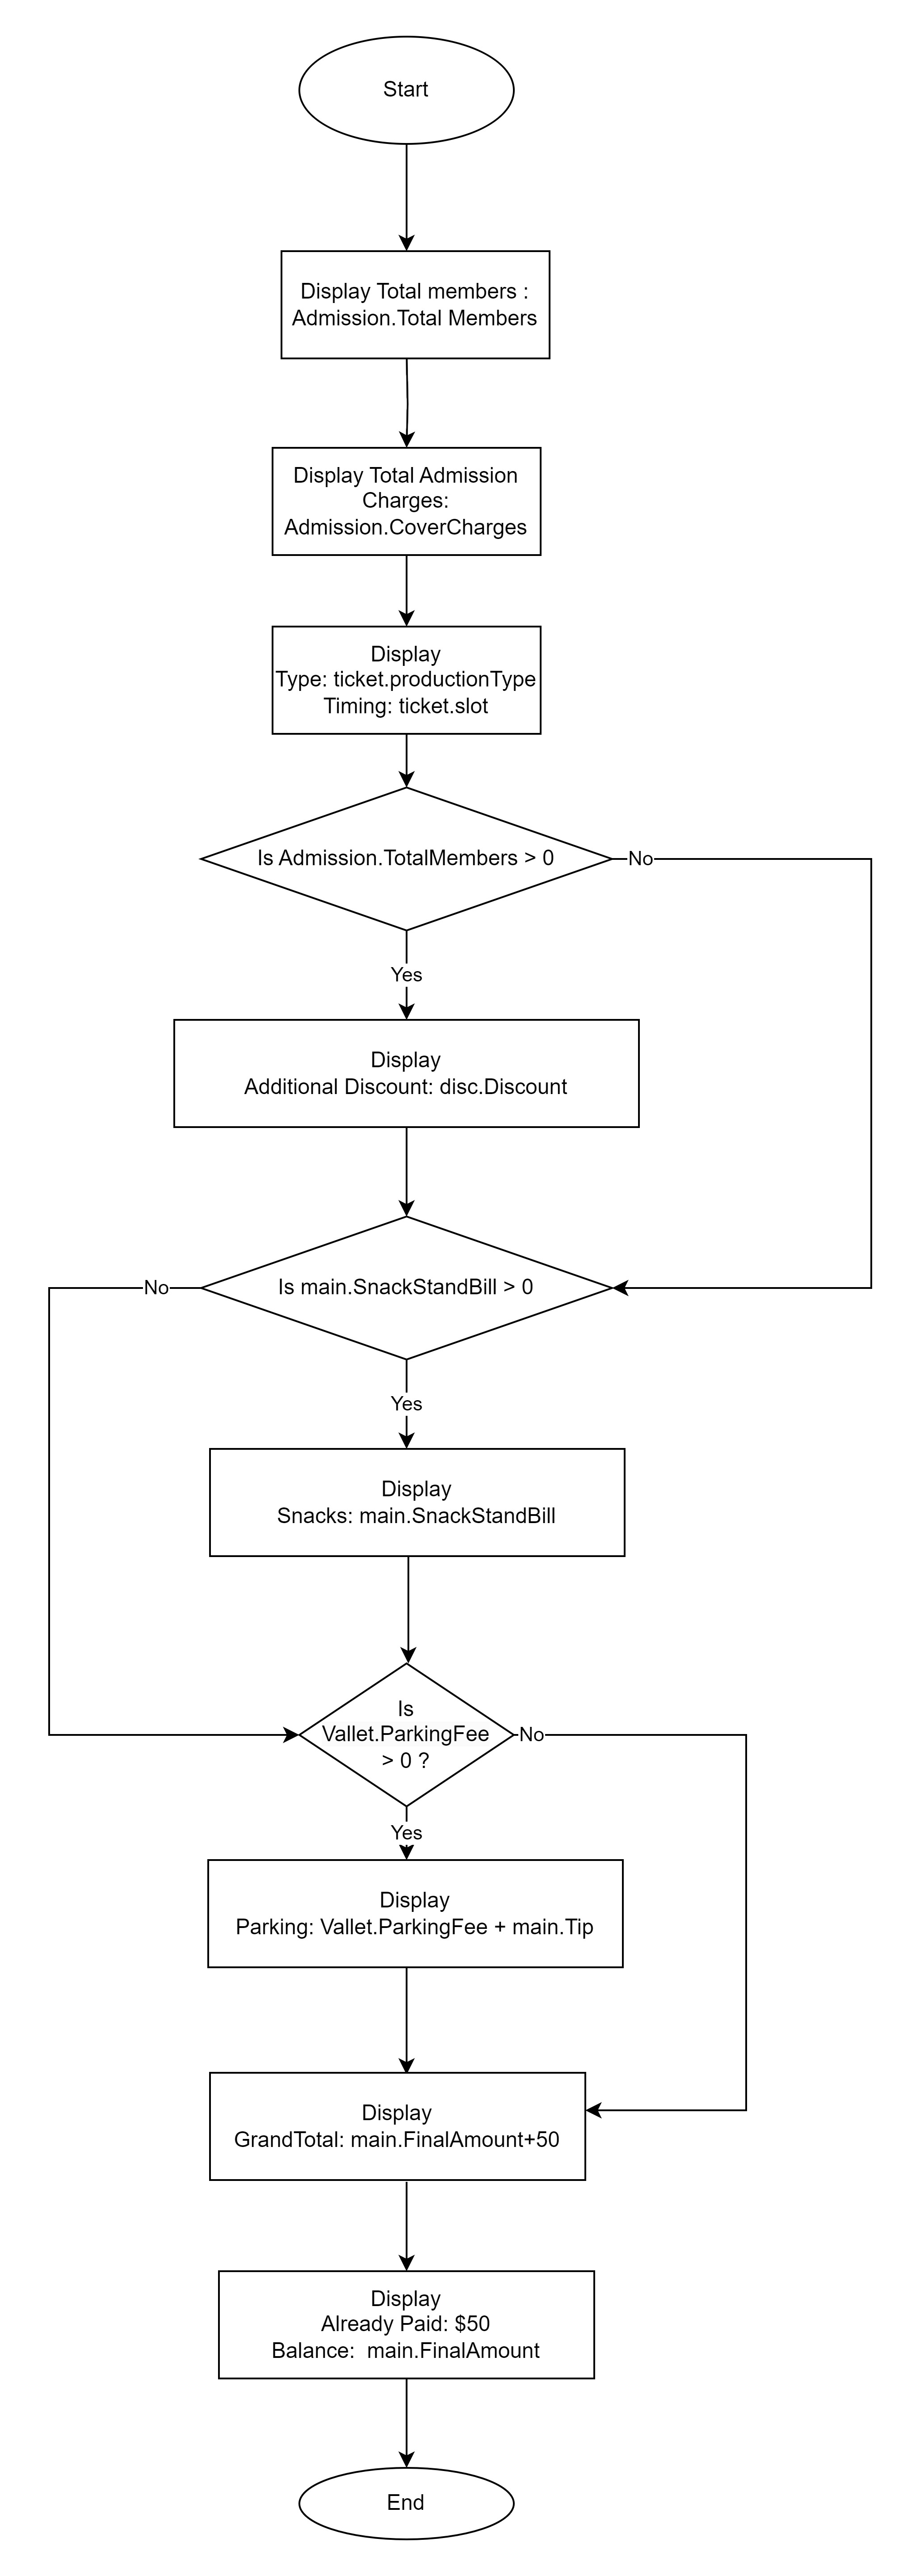 Start
Display Total members :
Admission.Total Members
Display Total Admission
Charges:
Admission.CoverCharges
Display
Type: ticket.productionType
Timing: ticket.slot
Is Admission.TotalMembers > 0
No
Yes
Display
Additional Discount: disc.Discount
Is main.SnackStandBill > 0
No
Yes
Display
Snacks: main.SnackStandBill
Is
Vallet.ParkingFee
> 0 ?
No
Yes
Display
Parking: Vallet.ParkingFee + main.Tip
Display
GrandTotal: main.FinalAmount+50
Display
Already Paid: $50
Balance:  main.FinalAmount
End